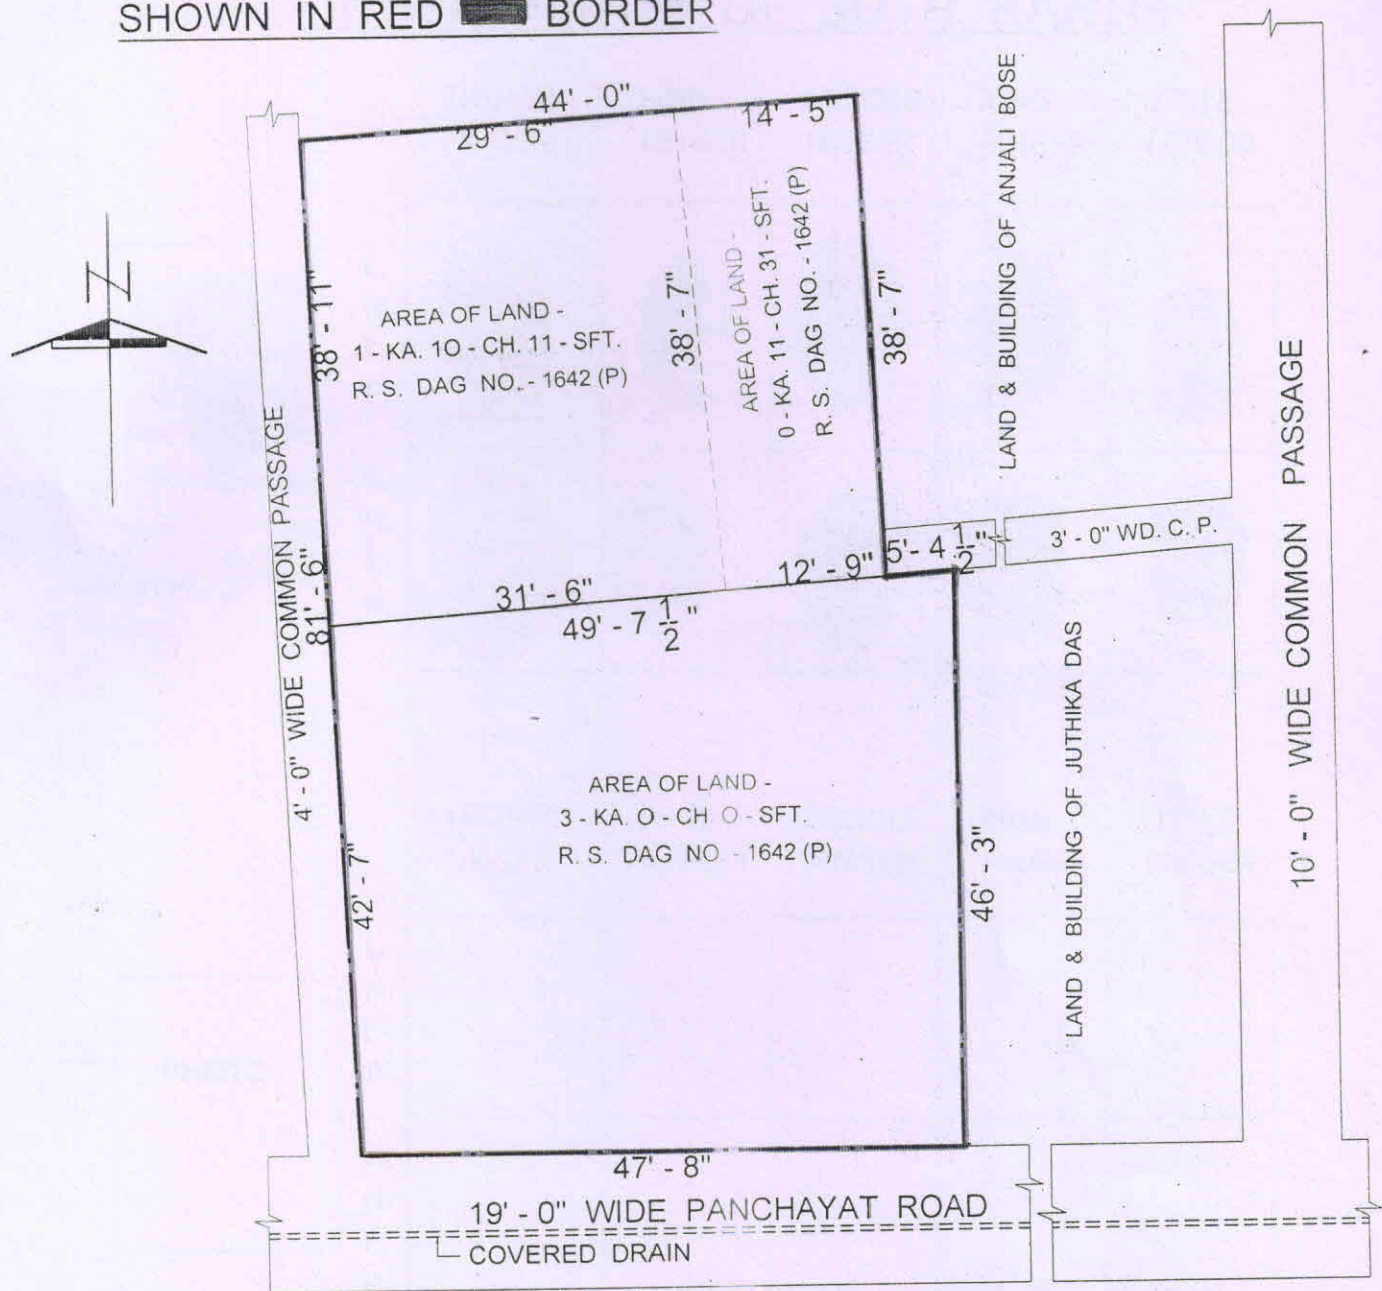 SHOWN IN RED BORDER
44' - 0"
29' - 6"
14' - 5"
N
38' - 11"
AREA OF LAND -
1 - KA. 10 - CH. 11 - SFT.
R. S. DAG NO. - 1642 (P)
38' - 7"
AREA OF LAND -
0 - KA. 11 - CH. 31 - SFT.
R. S. DAG NO. - 1642 (P)
38' - 7"
LAND & BUILDING OF ANJALI BOSE
10' - 0" WIDE COMMON PASSAGE
4' - 0" WIDE COMMON PASSAGE
81' - 6"
31' - 6"
12' - 9"
5' - 4 1/2"
3' - 0" WD. C. P.
49' - 7 1/2"
AREA OF LAND -
3 - KA. O - CH O - SFT.
R. S. DAG NO - 1642 (P)
42' - 7"
46' - 3"
LAND & BUILDING OF JUTHIKA DAS
47' - 8"
19' - 0" WIDE PANCHAYAT ROAD
COVERED DRAIN